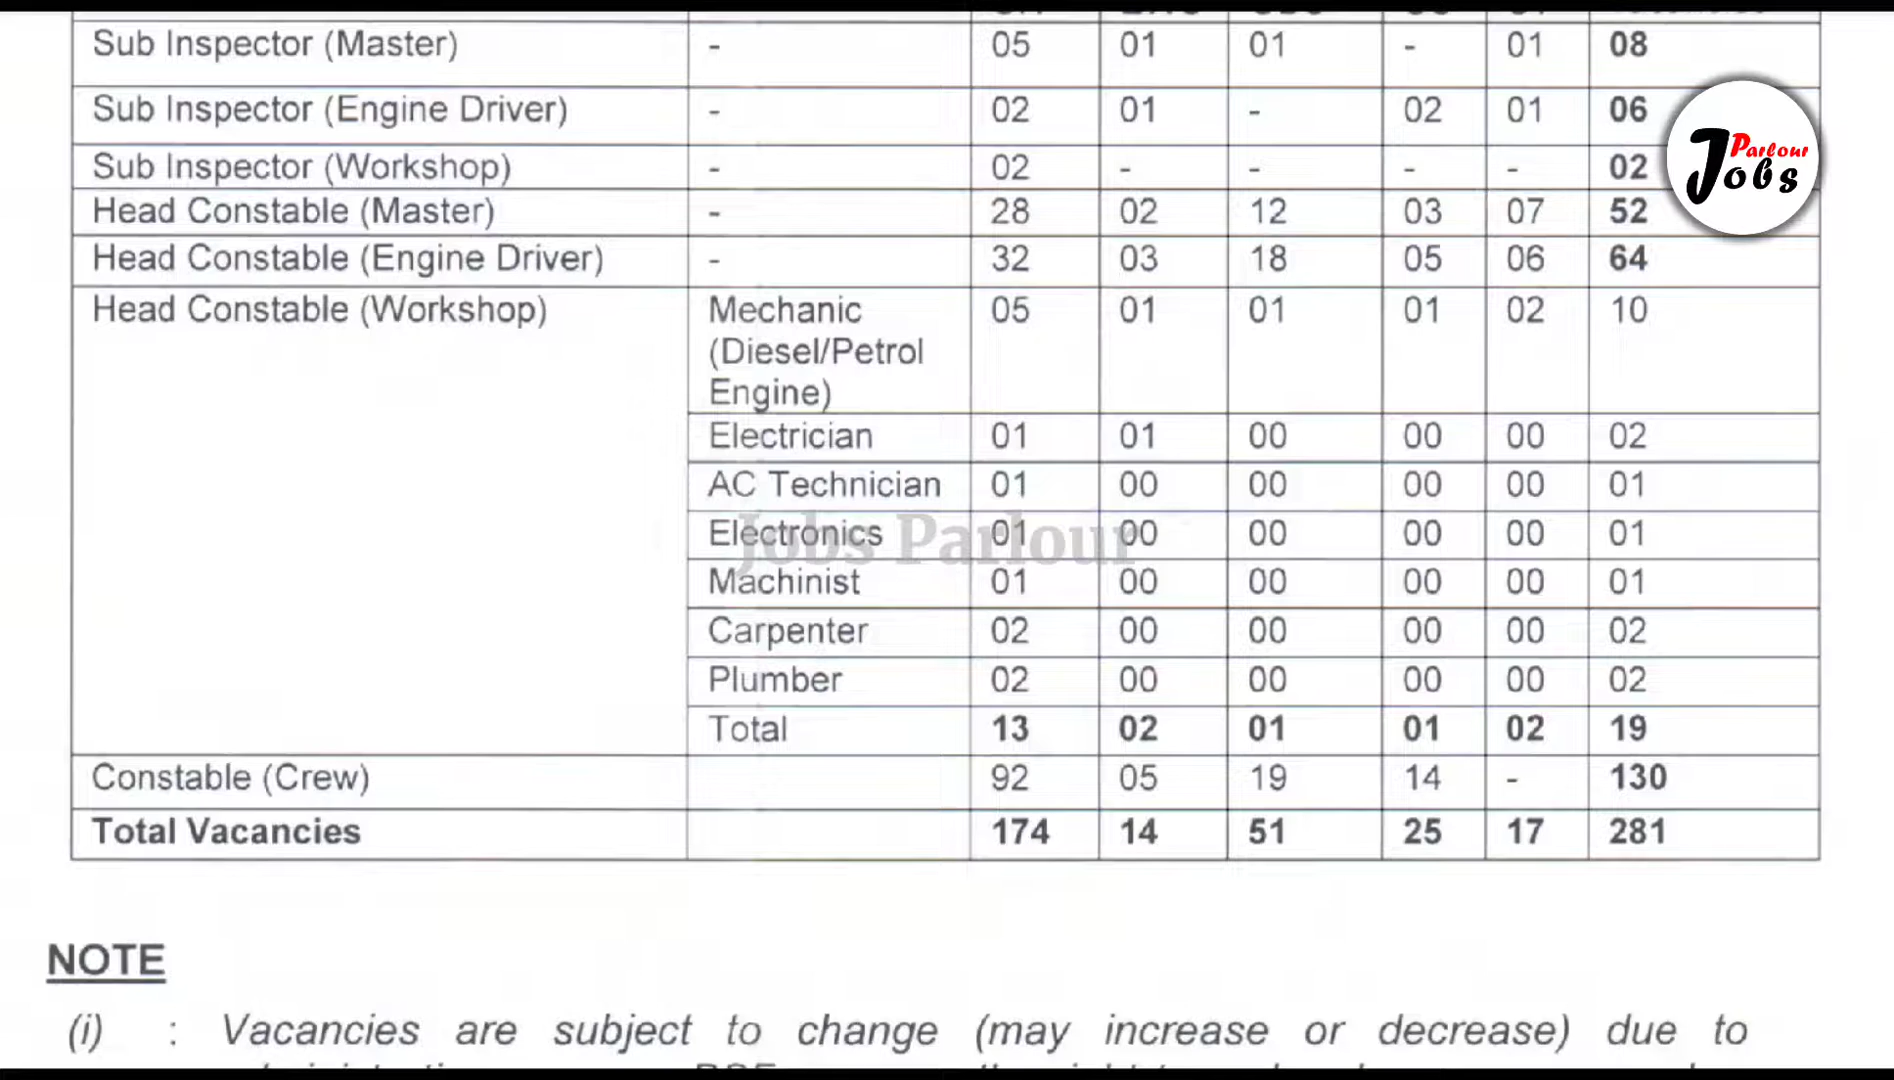 Sub Inspector (Master) - 05 01 01 - 01 08
Sub Inspector (Engine Driver) - 02 01 - 02 01 06
Sub Inspector (Workshop) - 02 - - - - 02
Head Constable (Master) - 28 02 12 03 07 52
Head Constable (Engine Driver) - 32 03 18 05 06 64
Head Constable (Workshop) Mechanic 05 01 01 01 02 10
(Diesel/Petrol
Engine)
Electrician 01 01 00 00 00 02
AC Technician 01 00 00 00 00 01
Electronics 01 00 00 00 00 01
Machinist 01 00 00 00 00 01
Carpenter 02 00 00 00 00 02
Plumber 02 00 00 00 00 02
Total 13 02 01 01 02 19
Constable (Crew) 92 05 19 14 - 130
Total Vacancies 174 14 51 25 17 281
NOTE
(i) : Vacancies are subject to change (may increase or decrease) due to
Jobs Parlour
Parlour
Jobs